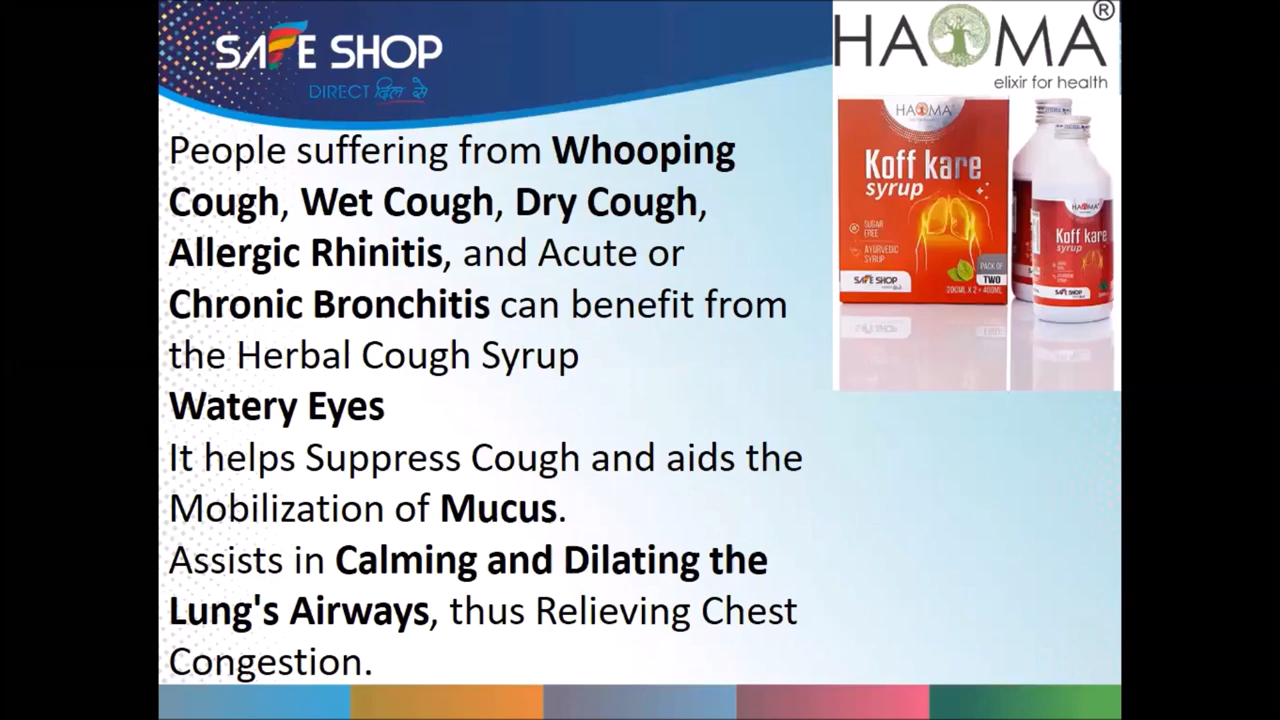 SAFE SHOP
DIRECT दिल से
HAOMA®
elixir for health
People suffering from Whooping
Cough, Wet Cough, Dry Cough,
Allergic Rhinitis, and Acute or
Chronic Bronchitis can benefit from
the Herbal Cough Syrup
Watery Eyes
It helps Suppress Cough and aids the
Mobilization of Mucus.
Assists in Calming and Dilating the
Lung's Airways, thus Relieving Chest
Congestion.
HAOMA
Koff kare
syrup
SUGAR
FREE
AYURVEDIC
SYRUP
SAFE SHOP
PACK OF
TWO
200ML X 2 = 400ML
HAOMA
Koff kare
syrup
SAFE SHOP